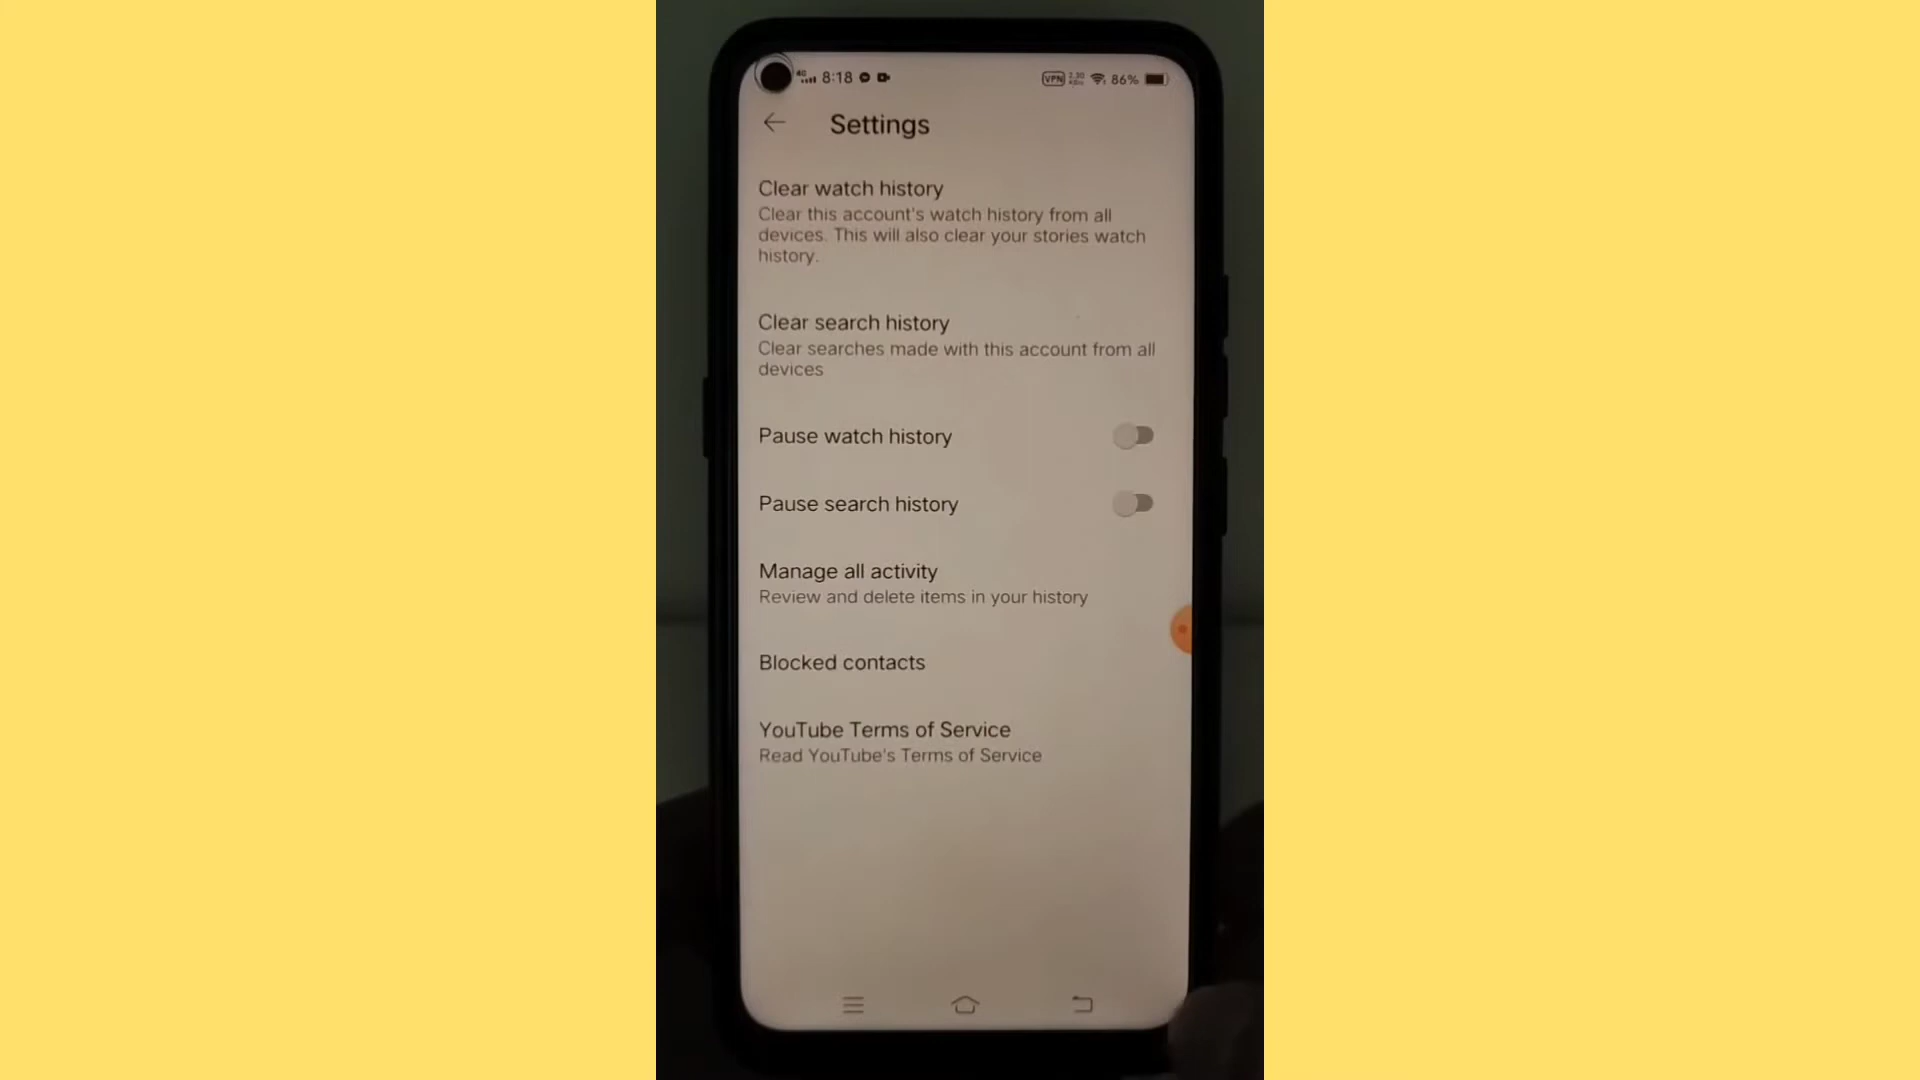 4G 8:18 VPN 86%
Settings
Clear watch history
Clear this account's watch history from all
devices. This will also clear your stories watch
history.
Clear search history
Clear searches made with this account from all
devices
Pause watch history
Pause search history
Manage all activity
Review and delete items in your history
Blocked contacts
YouTube Terms of Service
Read YouTube's Terms of Service